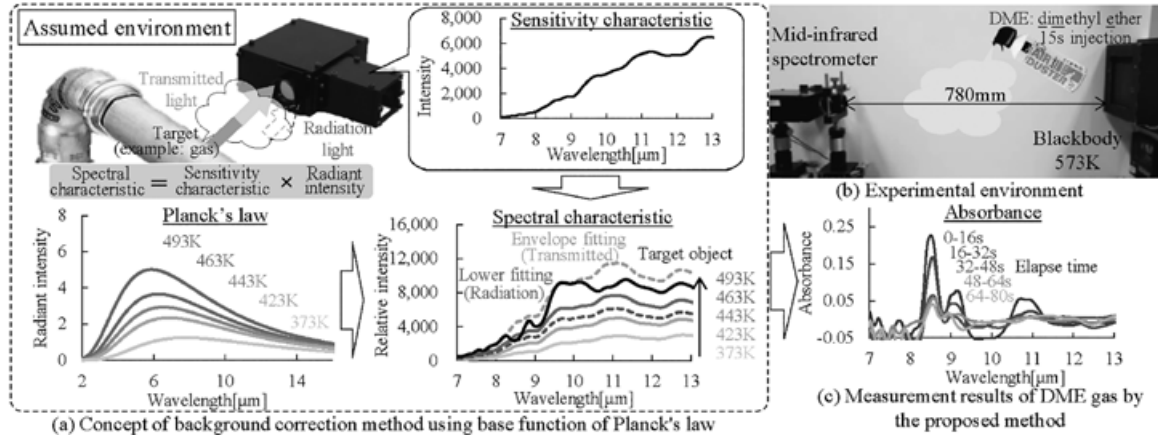 Assumed environment
Transmitted
light
Target
(example: gas)
Radiation
light
Spectral
characteristic
=
Sensitivity
characteristic
×
Radiant
intensity
Sensitivity characteristic
8,000
6,000
4,000
2,000
0
Intensity
7 8 9 10 11 12 13
Wavelength[μm]
Planck's law
8
6
4
2
0
Radiant intensity
493K
463K
443K
423K
373K
2 6 10 14
Wavelength[μm]
Spectral characteristic
16,000
12,000
8,000
4,000
0
Relative intensity
Envelope fitting
(Transmitted)
Lower fitting
(Radiation)
Target object
493K
463K
443K
423K
373K
7 8 9 10 11 12 13
Wavelength[μm]
(a) Concept of background correction method using base function of Planck's law
DME: dimethyl ether
15s injection
Mid-infrared
spectrometer
AIR
DUSTER
780mm
Blackbody
573K
(b) Experimental environment
Absorbance
0.25
0.15
0.05
-0.05
Absorbance
0-16s
16-32s
32-48s
48-64s
64-80s
Elapse time
7 8 9 10 11 12 13
Wavelength[μm]
(c) Measurement results of DME gas by
the proposed method